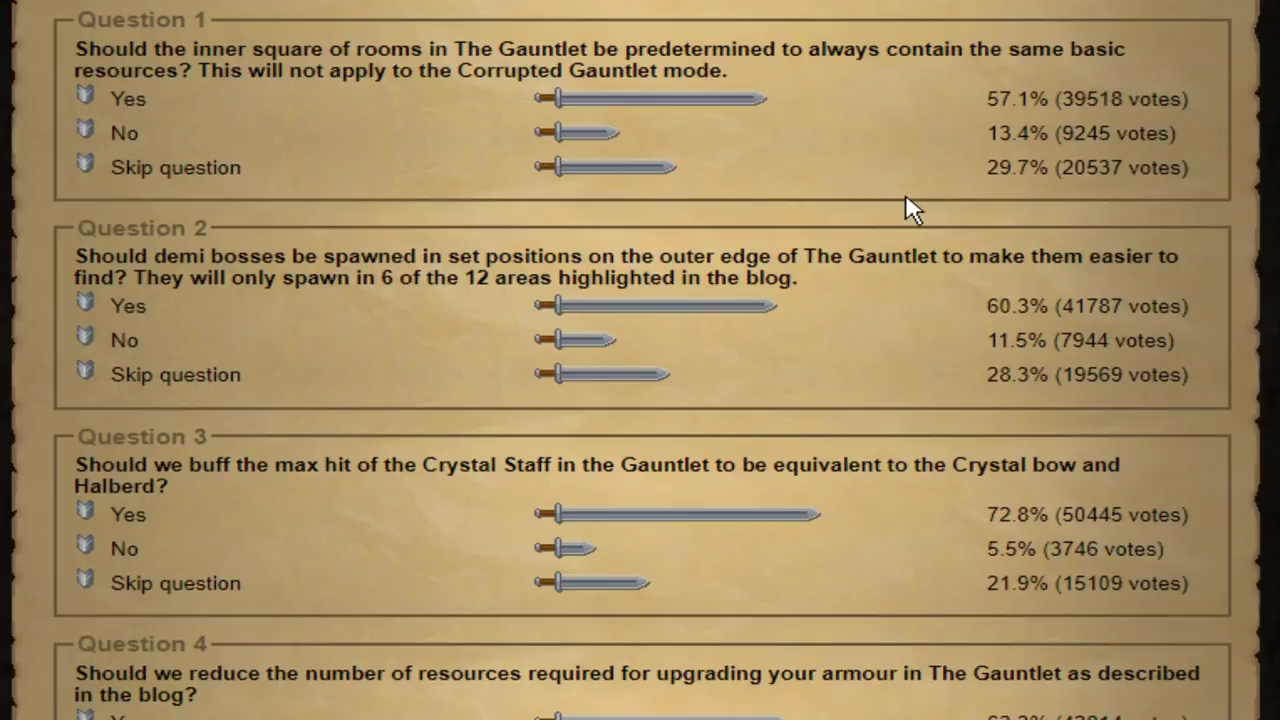 Question 1
Should the inner square of rooms in The Gauntlet be predetermined to always contain the same basic
resources? This will not apply to the Corrupted Gauntlet mode.
Yes 57.1% (39518 votes)
No 13.4% (9245 votes)
Skip question 29.7% (20537 votes)
Question 2
Should demi bosses be spawned in set positions on the outer edge of The Gauntlet to make them easier to
find? They will only spawn in 6 of the 12 areas highlighted in the blog.
Yes 60.3% (41787 votes)
No 11.5% (7944 votes)
Skip question 28.3% (19569 votes)
Question 3
Should we buff the max hit of the Crystal Staff in the Gauntlet to be equivalent to the Crystal bow and
Halberd?
Yes 72.8% (50445 votes)
No 5.5% (3746 votes)
Skip question 21.9% (15109 votes)
Question 4
Should we reduce the number of resources required for upgrading your armour in The Gauntlet as described
in the blog?